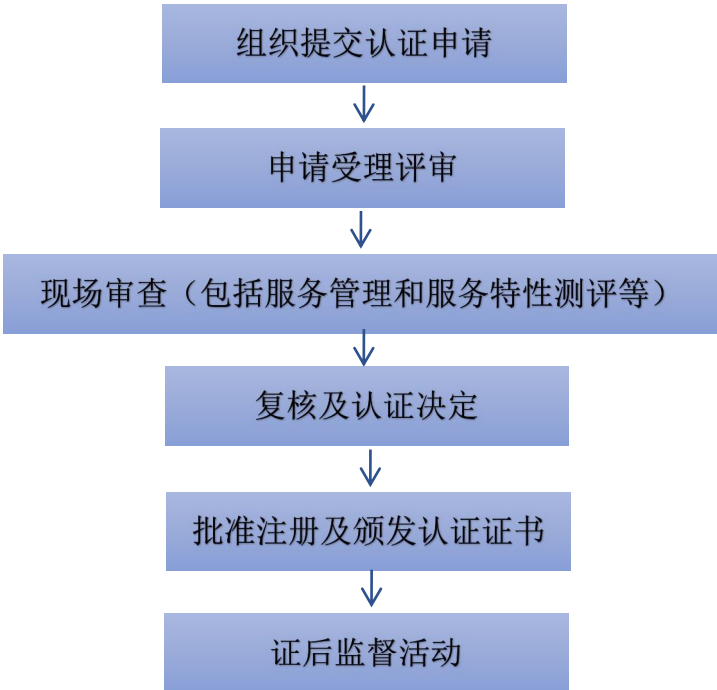 组织提交认证申请
申请受理评审
现场审查（包括服务管理和服务特性测评等）
复核及认证决定
批准注册及颁发认证证书
证后监督活动